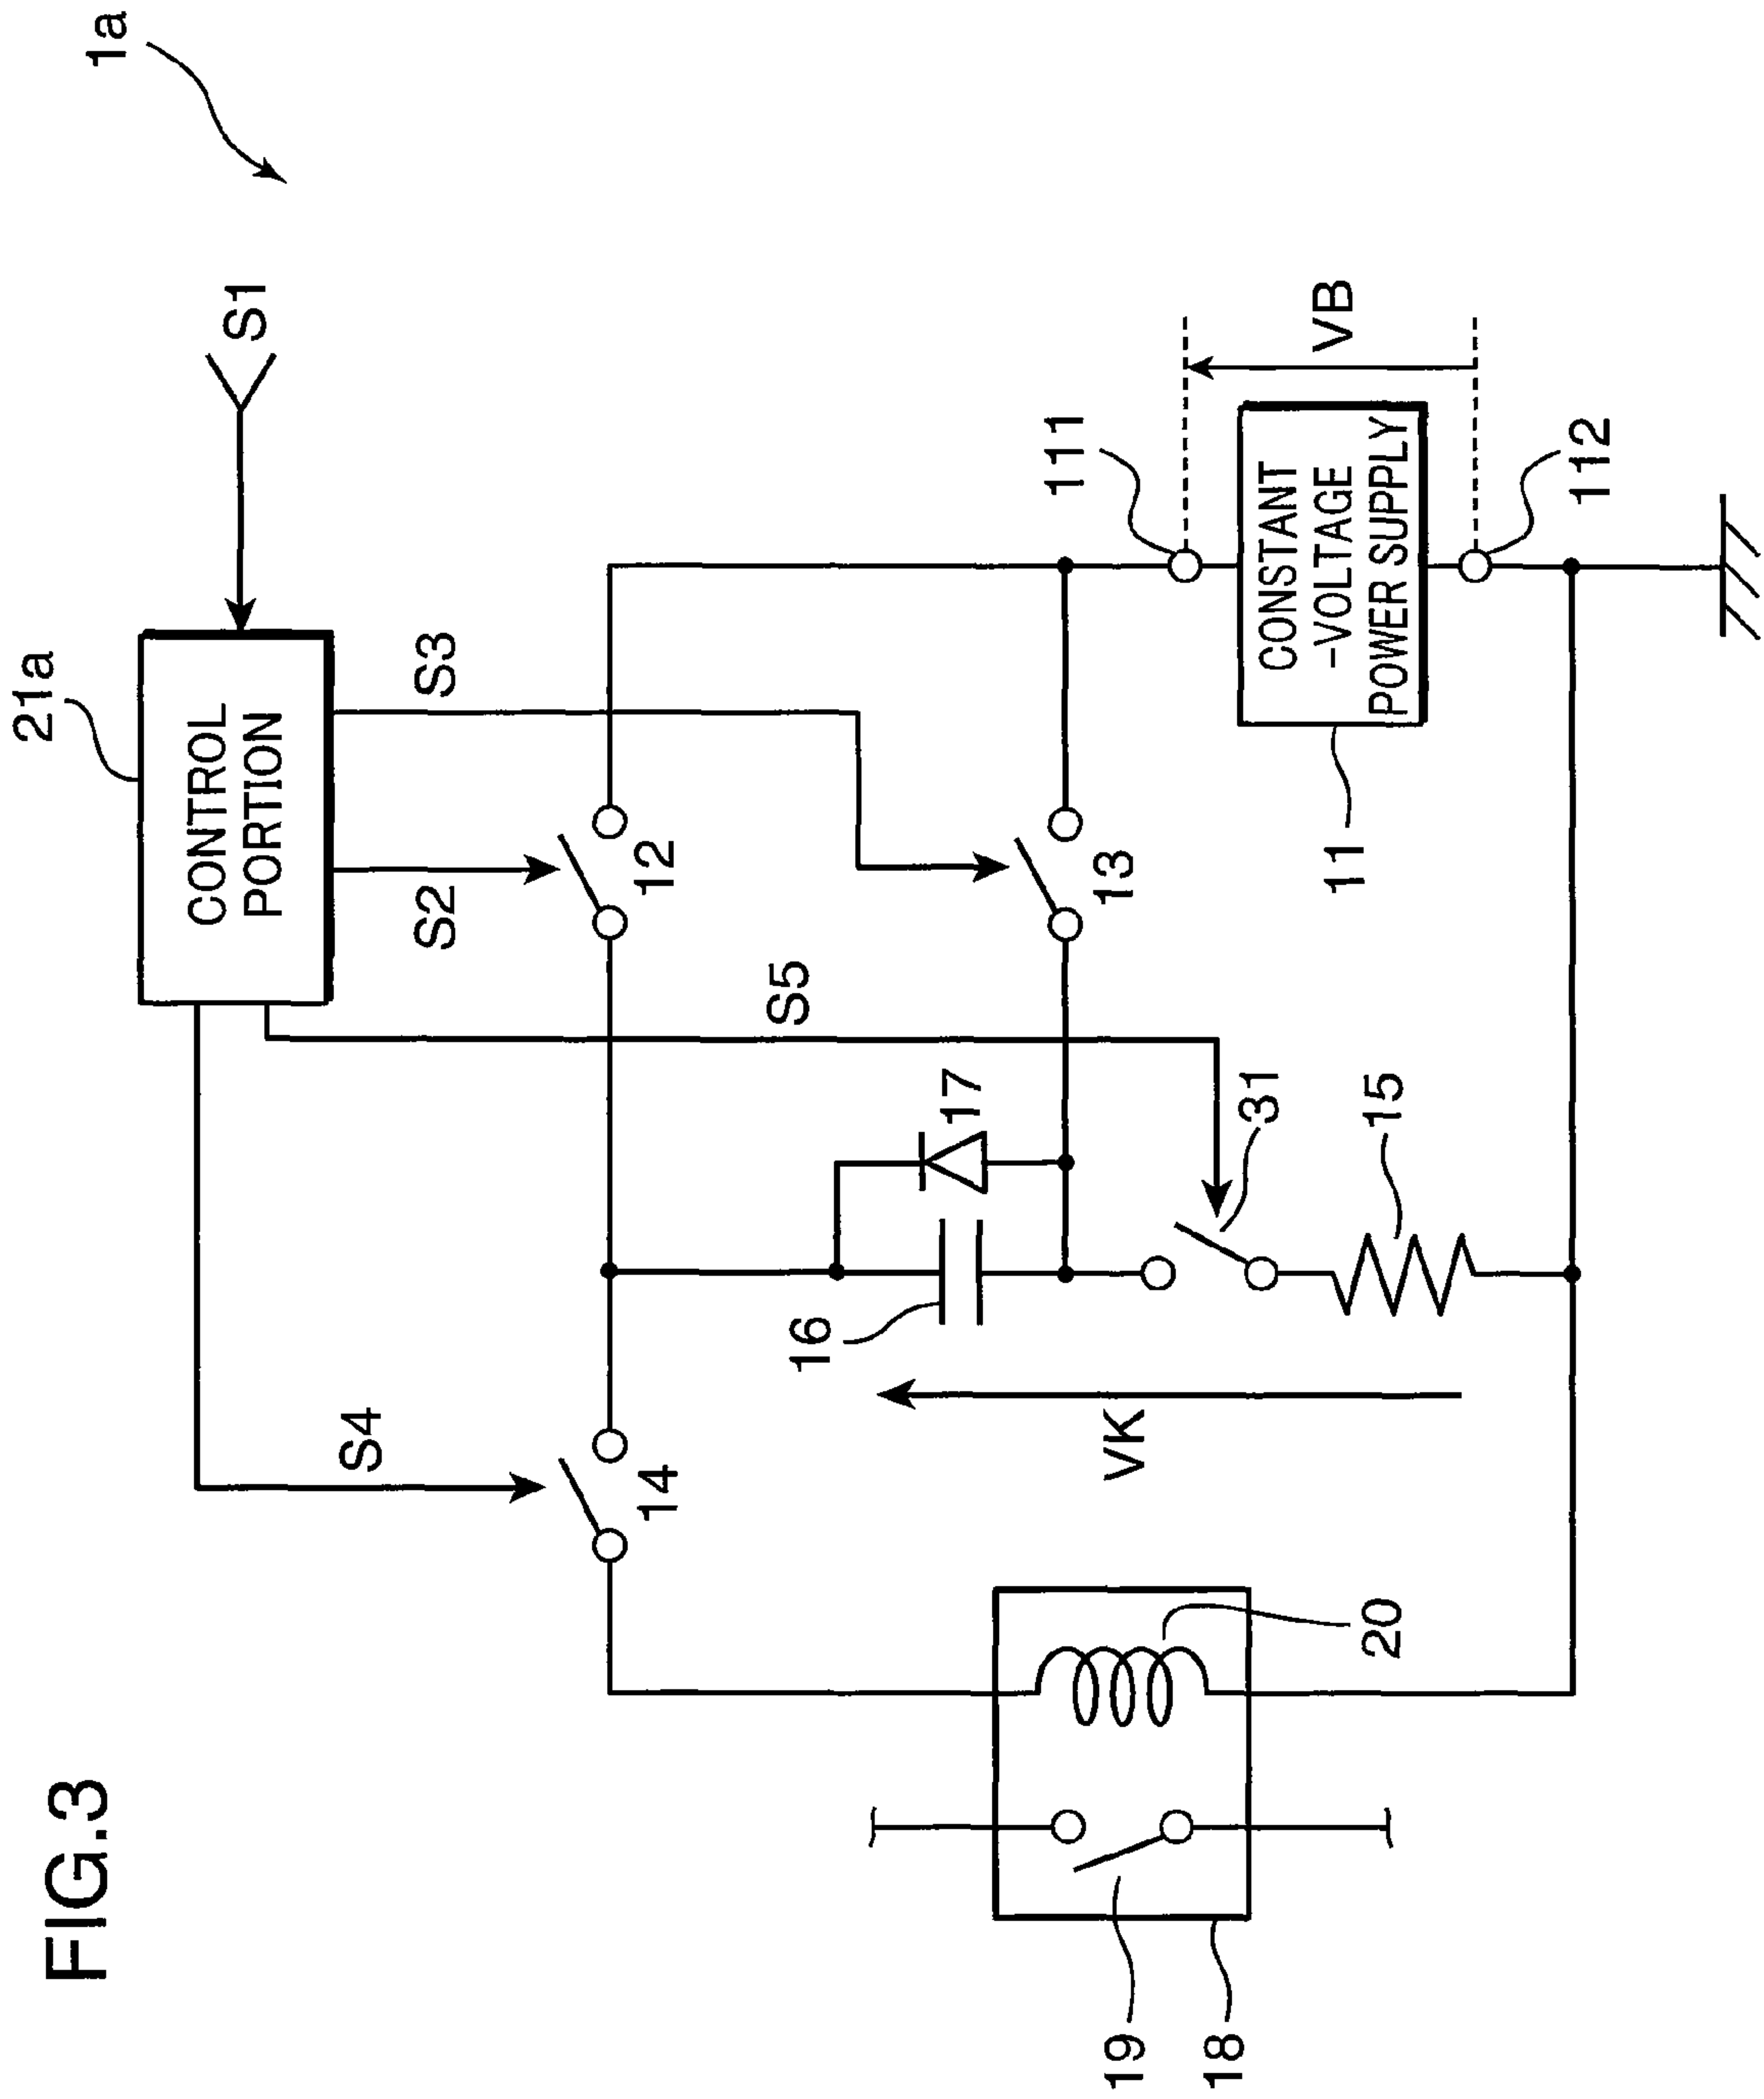 FIG.3
1a
21a
CONTROL
PORTION
S1
S4
S2
S3
S5
14
12
16
17
13
VK
31
15
20
19
18
111
VB
CONSTANT
-VOLTAGE
POWER SUPPLY
11
112